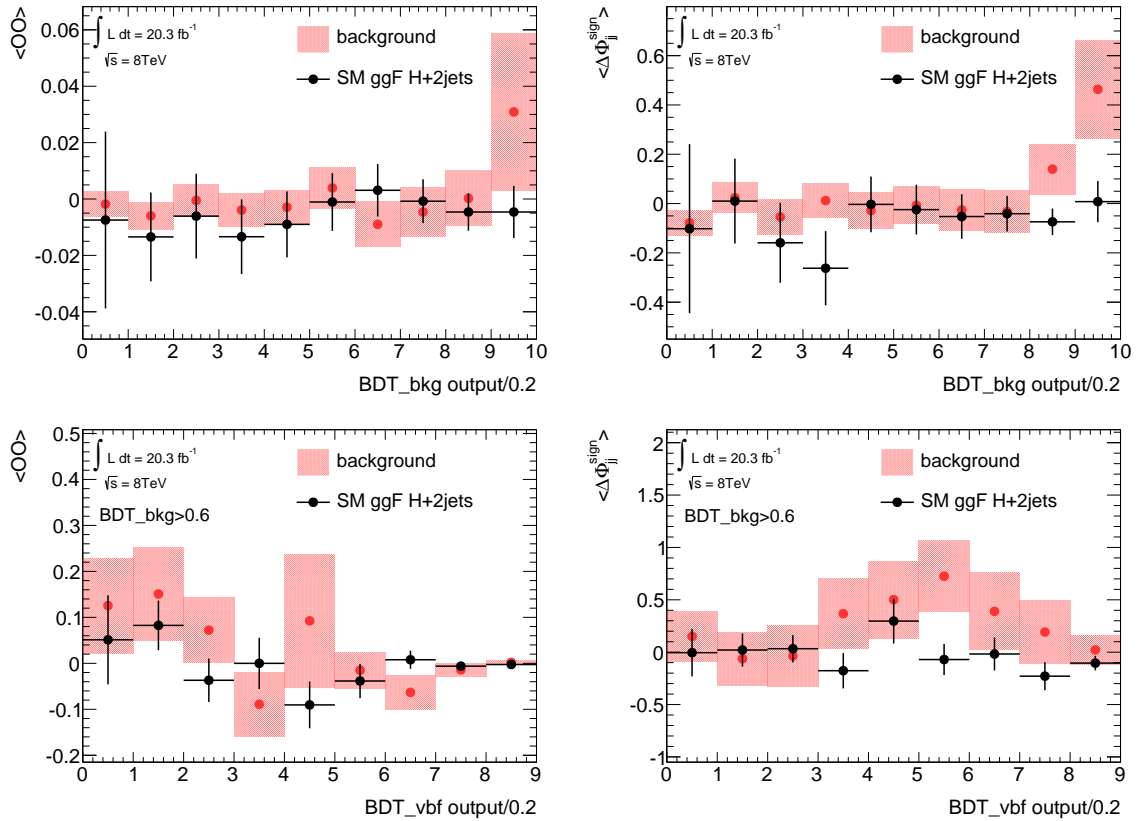 <OO>
0.06
0.04
0.02
0
-0.02
-0.04
∫ L dt = 20.3 fb⁻¹
√s = 8TeV
background
SM ggF H+2jets
0 1 2 3 4 5 6 7 8 9 10
BDT_bkg output/0.2
<ΔΦ_jj^sign>
0.6
0.4
0.2
0
-0.2
-0.4
∫ L dt = 20.3 fb⁻¹
√s = 8TeV
background
SM ggF H+2jets
0 1 2 3 4 5 6 7 8 9 10
BDT_bkg output/0.2
<OO>
0.5
0.4
0.3
0.2
0.1
0
-0.1
-0.2
∫ L dt = 20.3 fb⁻¹
√s = 8TeV
BDT_bkg>0.6
background
SM ggF H+2jets
0 1 2 3 4 5 6 7 8 9
BDT_vbf output/0.2
<ΔΦ_jj^sign>
2
1.5
1
0.5
0
-0.5
-1
∫ L dt = 20.3 fb⁻¹
√s = 8TeV
BDT_bkg>0.6
background
SM ggF H+2jets
0 1 2 3 4 5 6 7 8 9
BDT_vbf output/0.2